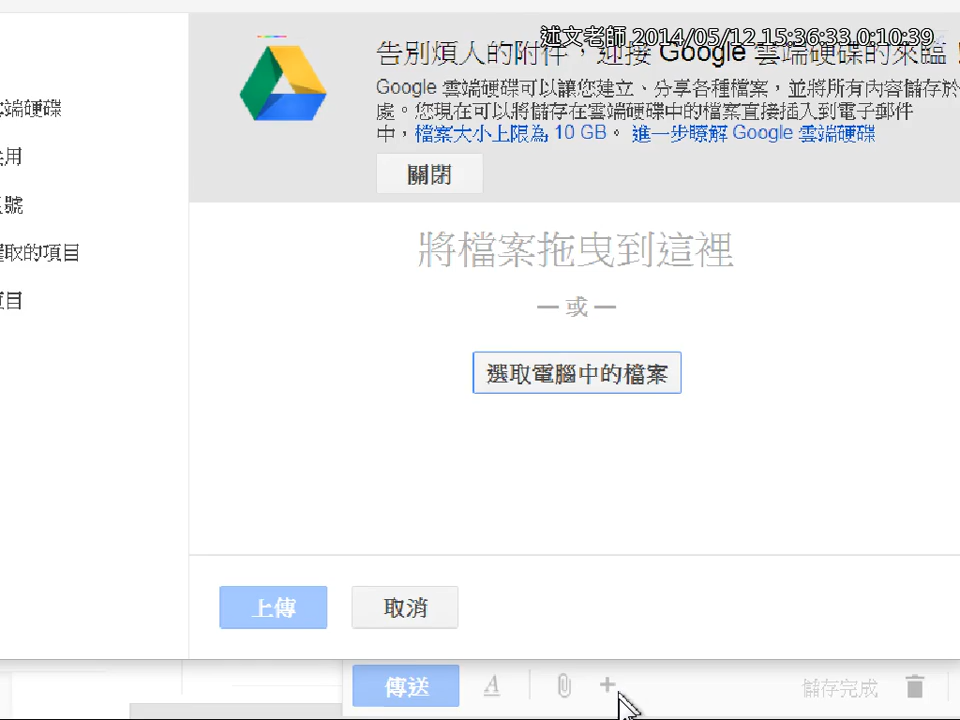 述文老師 2014/05/12 15:36:33 0:10:39
告別煩人的附件，迎接 Google 雲端硬碟的來臨！
Google 雲端硬碟可以讓您建立、分享各種檔案，並將所有內容儲存於
處。您現在可以將儲存在雲端硬碟中的檔案直接插入到電子郵件
中，檔案大小上限為 10 GB。 進一步瞭解 Google 雲端硬碟
關閉
端硬碟
用
號
取的項目
目
將檔案拖曳到這裡
— 或 —
選取電腦中的檔案
上傳 取消
傳送 A 儲存完成